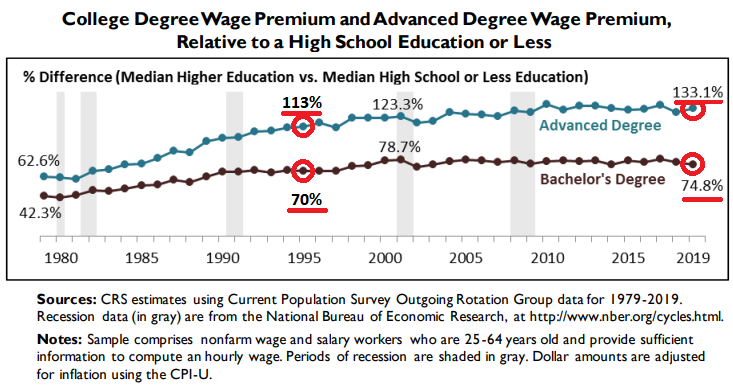 College Degree Wage Premium and Advanced Degree Wage Premium,
Relative to a High School Education or Less
% Difference (Median Higher Education vs. Median High School or Less Education)
113%
123.3%
133.1%
Advanced Degree
62.6%
78.7%
Bachelor's Degree
42.3%
70%
74.8%
1980 1985 1990 1995 2000 2005 2010 2015 2019
Sources: CRS estimates using Current Population Survey Outgoing Rotation Group data for 1979-2019.
Recession data (in gray) are from the National Bureau of Economic Research, at http://www.nber.org/cycles.html.
Notes: Sample comprises nonfarm wage and salary workers who are 25-64 years old and provide sufficient
information to compute an hourly wage. Periods of recession are shaded in gray. Dollar amounts are adjusted
for inflation using the CPI-U.